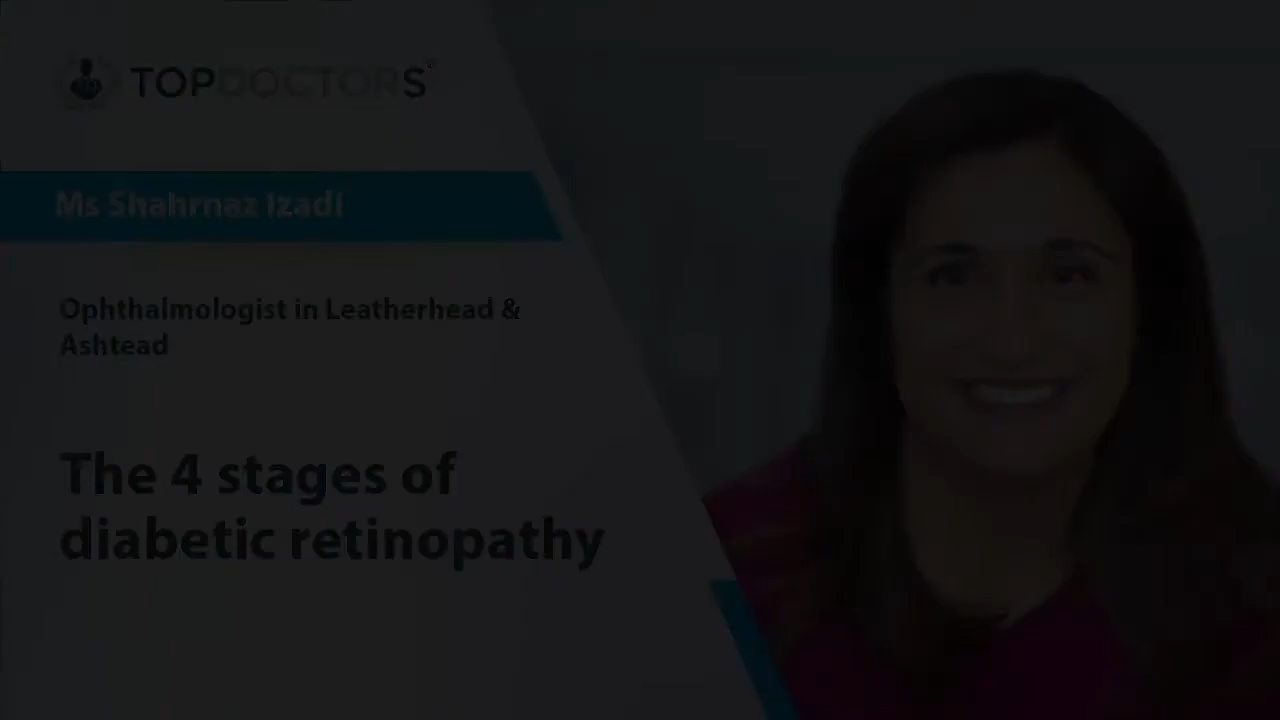 TOPDOCTORS
Ms Shahrnaz Izadi
Ophthalmologist in Leatherhead &
Ashtead
The 4 stages of
diabetic retinopathy